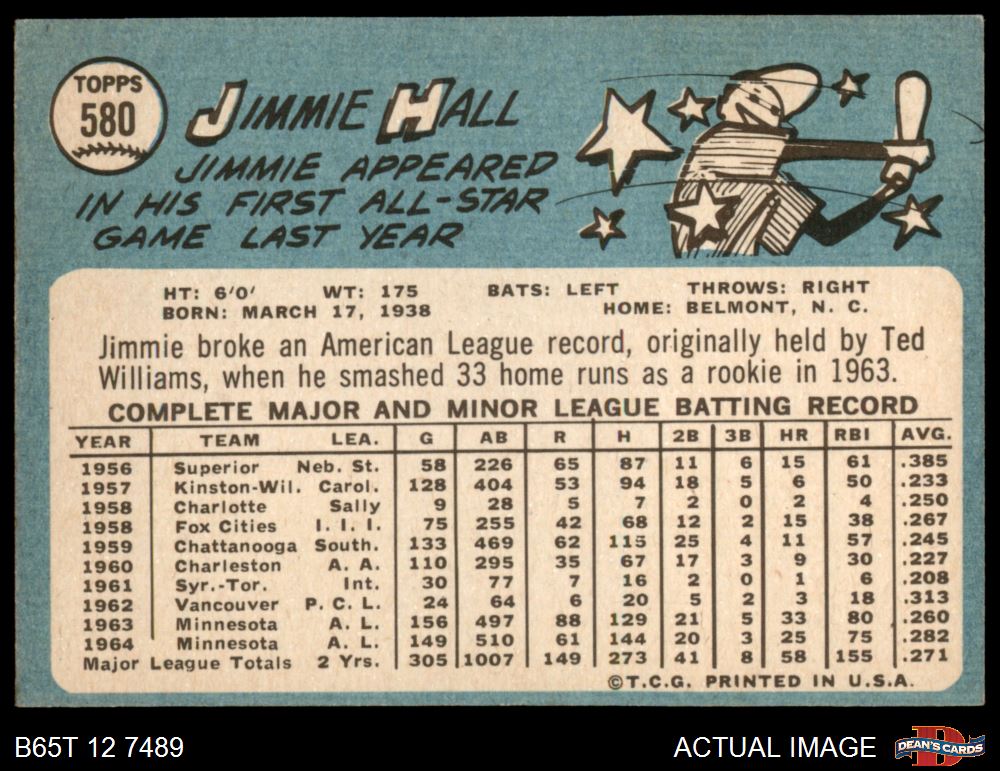 TOPPS
580
JIMMIE HALL
JIMMIE APPEARED
IN HIS FIRST ALL-STAR
GAME LAST YEAR
HT: 6'0' WT: 175 BATS: LEFT THROWS: RIGHT
BORN: MARCH 17, 1938 HOME: BELMONT, N. C.
Jimmie broke an American League record, originally held by Ted
Williams, when he smashed 33 home runs as a rookie in 1963.
COMPLETE MAJOR AND MINOR LEAGUE BATTING RECORD
YEAR TEAM LEA. G AB R H 2B 3B HR RBI AVG.
1956 Superior Neb. St. 58 226 65 87 11 6 15 61 .385
1957 Kinston-Wil. Carol. 128 404 53 94 18 5 6 50 .233
1958 Charlotte Sally 9 28 5 7 2 0 2 4 .250
1958 Fox Cities I. I. I. 75 255 42 68 12 2 15 38 .267
1959 Chattanooga South. 133 469 62 115 25 4 11 57 .245
1960 Charleston A. A. 110 295 35 67 17 3 9 30 .227
1961 Syr.-Tor. Int. 30 77 7 16 2 0 1 6 .208
1962 Vancouver P. C. L. 24 64 6 20 5 2 3 18 .313
1963 Minnesota A. L. 156 497 88 129 21 5 33 80 .260
1964 Minnesota A. L. 149 510 61 144 20 3 25 75 .282
Major League Totals 2 Yrs. 305 1007 149 273 41 8 58 155 .271
©T.C.G. PRINTED IN U.S.A.
B65T 12 7489 ACTUAL IMAGE D DEAN'S CARDS